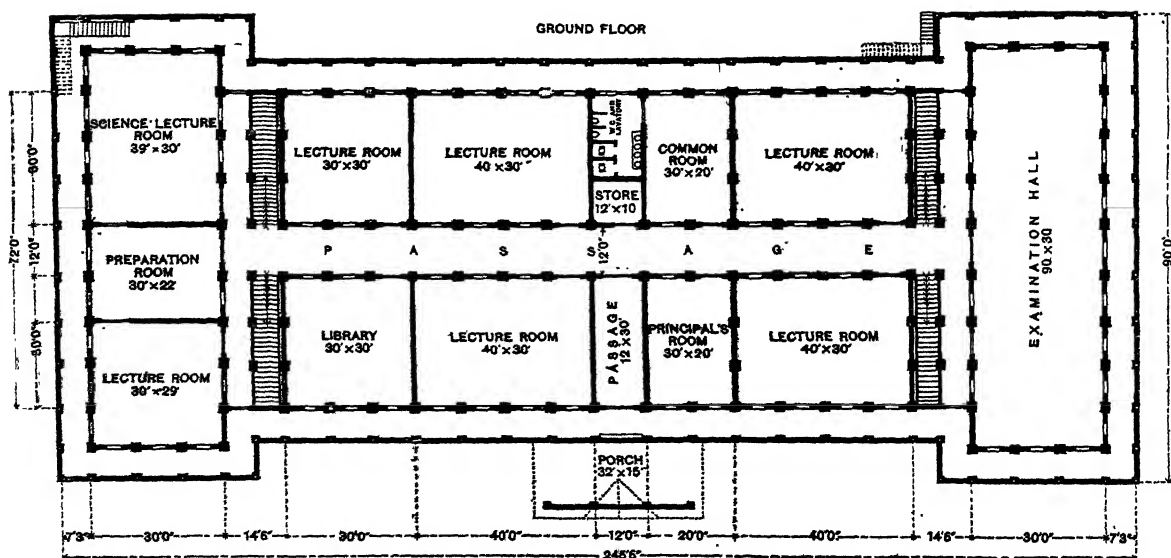 GROUND FLOOR
SCIENCE LECTURE
ROOM
39'×30'
LECTURE ROOM
30'×30'
LECTURE ROOM
40×30'
W.C. AND
LAVATORY
STORE
12'×10
COMMON
ROOM
30'×20'
LECTURE ROOM
40'×30'
PASSAGE
12'0"
PREPARATION
ROOM
30'×22'
LECTURE ROOM
30'×29'
LIBRARY
30'×30'
LECTURE ROOM
40'×30'
PASSAGE
12'×30'
PRINCIPAL'S
ROOM
30'×20'
LECTURE ROOM
40'×30'
EXAMINATION HALL
90×30
72'0"
12'0"
90'0"
PORCH
32'×15'
7'3" 30'0" 14'6" 30'0" 40'0" 12'0" 20'0" 40'0" 14'6" 30'0" 7'3"
245'6"